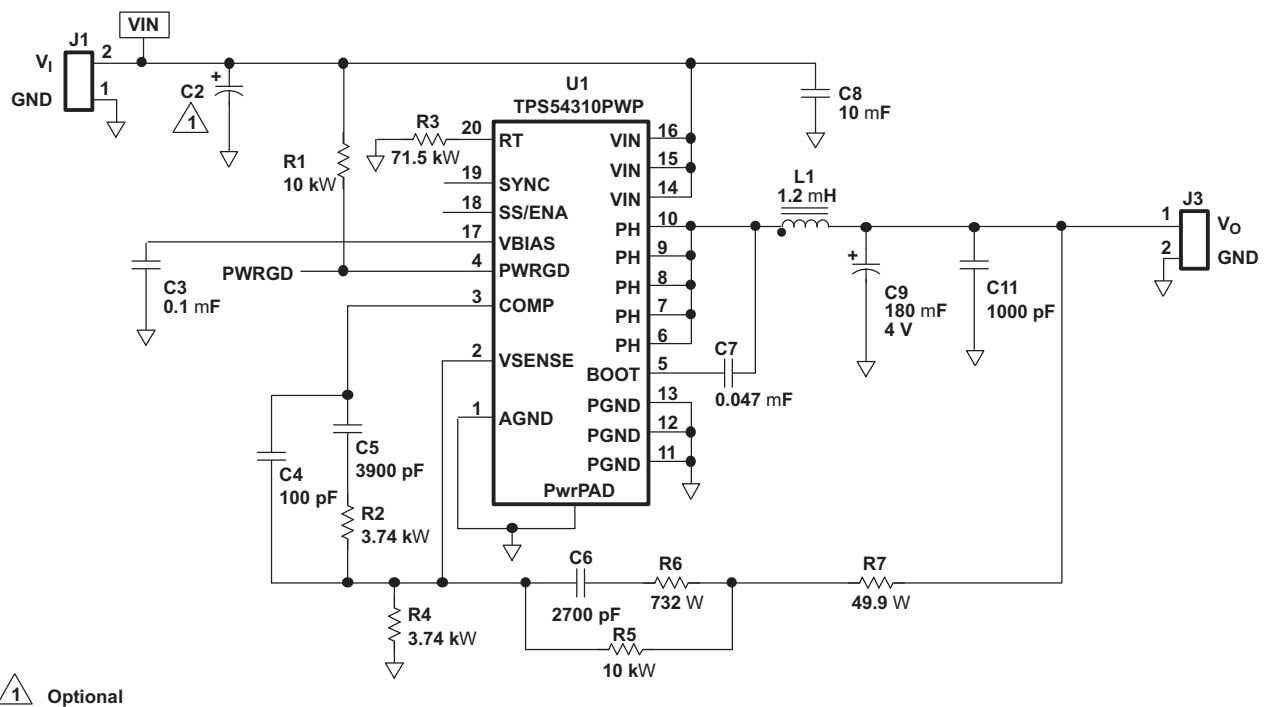 VIN
J1
2
VI
1
GND
+
C2
1
R1
10 kW
R3
71.5 kW
U1
TPS54310PWP
20 RT
19 SYNC
18 SS/ENA
17 VBIAS
4 PWRGD
3 COMP
2 VSENSE
1 AGND
PwrPAD
VIN 16
VIN 15
VIN 14
PH 10
PH 9
PH 8
PH 7
PH 6
BOOT 5
PGND 13
PGND 12
PGND 11
C8
10 mF
L1
1.2 mH
J3
1 VO
2 GND
+
C9
180 mF
4 V
C11
1000 pF
C7
0.047 mF
PWRGD
C3
0.1 mF
C4
100 pF
C5
3900 pF
R2
3.74 kW
R4
3.74 kW
C6
2700 pF
R6
732 W
R5
10 kW
R7
49.9 W
1 Optional